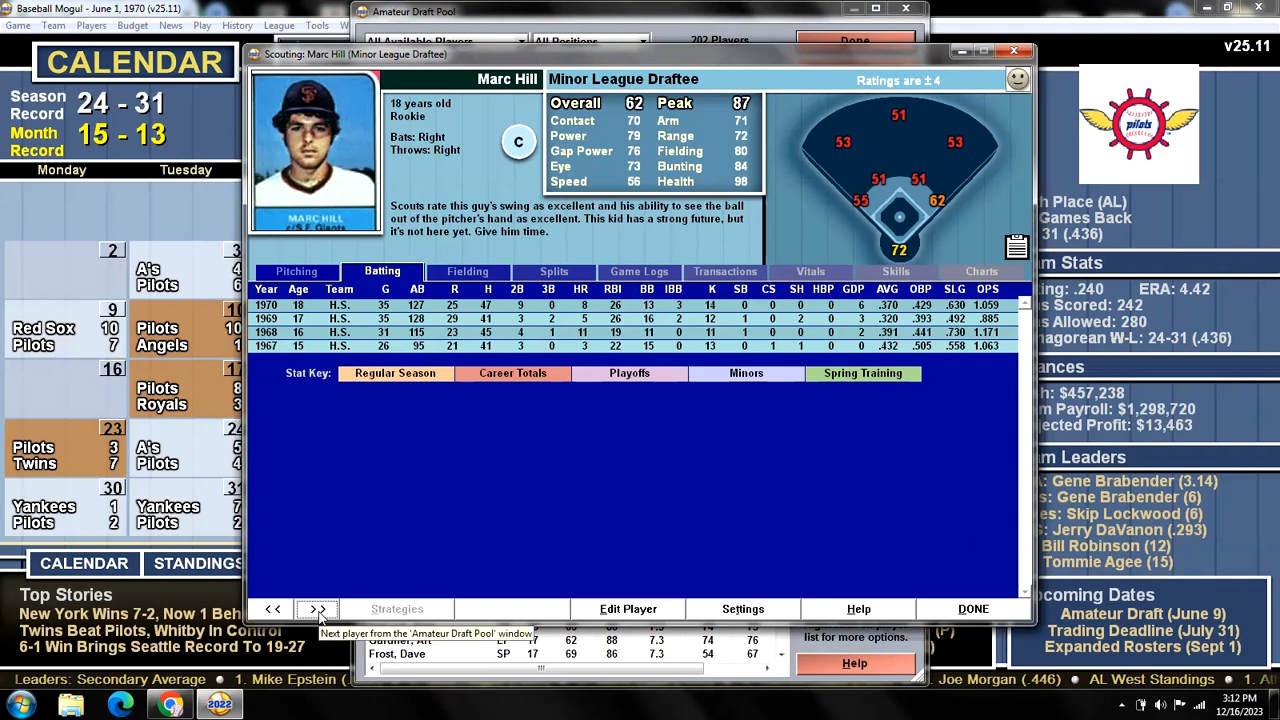 Baseball Mogul - June 1, 1970 (v25.11)
Game Team Players Budget News Play History League Tools
Amateur Draft Pool
All Available Players All Positions 202 Players Done
v25.11
CALENDAR
Season Record 24 - 31
Month Record 15 - 13
Monday Tuesday
2
A's 4
Pilots 6
9
Red Sox 10
Pilots 7
Pilots 10
Angels 1
16
Pilots 8
Royals 3
23
Pilots 3
Twins 7
A's 5
Pilots 4
30
Yankees 1
Pilots 2
Yankees 7
Pilots 2
CALENDAR STANDINGS
Top Stories
New York Wins 7-2, Now 1 Beh
Twins Beat Pilots, Whitby In Control
6-1 Win Brings Seattle Record To 19-27
Scouting: Marc Hill (Minor League Draftee)
MARC HILL
c/S.F. Giants
Marc Hill
Minor League Draftee
Ratings are ± 4
18 years old
Rookie
Bats: Right
Throws: Right
C
Overall 62 Peak 87
Contact 70 Arm 71
Power 79 Range 72
Gap Power 76 Fielding 80
Eye 73 Bunting 84
Speed 56 Health 98
51
53 53
51 51
55 62
72
Scouts rate this guy's swing as excellent and his ability to see the ball
out of the pitcher's hand as excellent. This kid has a strong future, but
it's not here yet. Give him time.
Pitching Batting Fielding Splits Game Logs Transactions Vitals Skills Charts
Year Age Team G AB R H 2B 3B HR RBI BB IBB K SB CS SH HBP GDP AVG OBP SLG OPS
1970 18 H.S. 35 127 25 47 9 0 8 26 13 3 14 0 0 0 0 6 .370 .429 .630 1.059
1969 17 H.S. 35 128 29 41 3 2 5 26 16 2 12 1 0 2 0 3 .320 .393 .492 .885
1968 16 H.S. 31 115 23 45 4 1 11 19 11 0 11 1 0 0 0 2 .391 .441 .730 1.171
1967 15 H.S. 26 95 21 41 3 0 3 22 15 0 13 0 1 1 0 0 .432 .505 .558 1.063
Stat Key: Regular Season Career Totals Playoffs Minors Spring Training
<< >> Strategies Edit Player Settings Help DONE
Next player from the 'Amateur Draft Pool' window
62 88 7.3 74 76
Frost, Dave SP 17 69 86 7.3 54 67
list for more options.
Help
pilots
h Place (AL)
Games Back
31 (.436)
am Stats
ting: .240 ERA: 4.42
s Scored: 242
s Allowed: 280
agorean W-L: 24-31 (.436)
ances
h: $457,238
m Payroll: $1,298,720
jected Profit: $13,463
am Leaders
A: Gene Brabender (3.14)
s: Gene Brabender (6)
es: Skip Lockwood (6)
G: Jerry DaVanon (.293)
Bill Robinson (12)
Tommie Agee (15)
pcoming Dates
Amateur Draft (June 9)
Trading Deadline (July 31)
Expanded Rosters (Sept 1)
Leaders: Secondary Average 1. Mike Epstein (
Joe Morgan (.446) AL West Standings 1.
2022
3:12 PM
12/16/2023